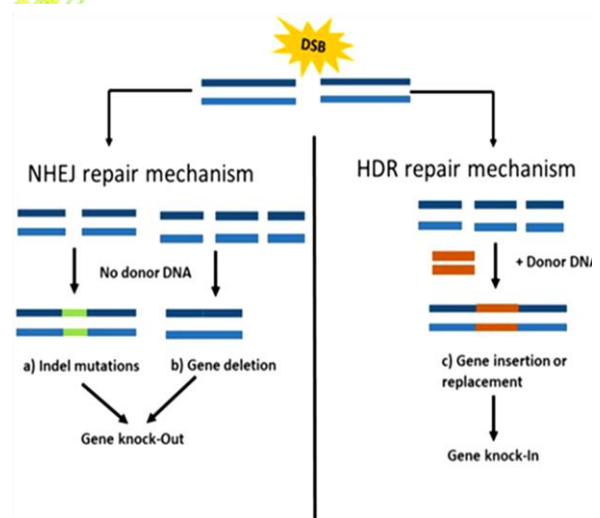 DSB
NHEJ repair mechanism
HDR repair mechanism
No donor DNA
+ Donor DNA
a) Indel mutations
b) Gene deletion
c) Gene insertion or
replacement
Gene knock-Out
Gene knock-In